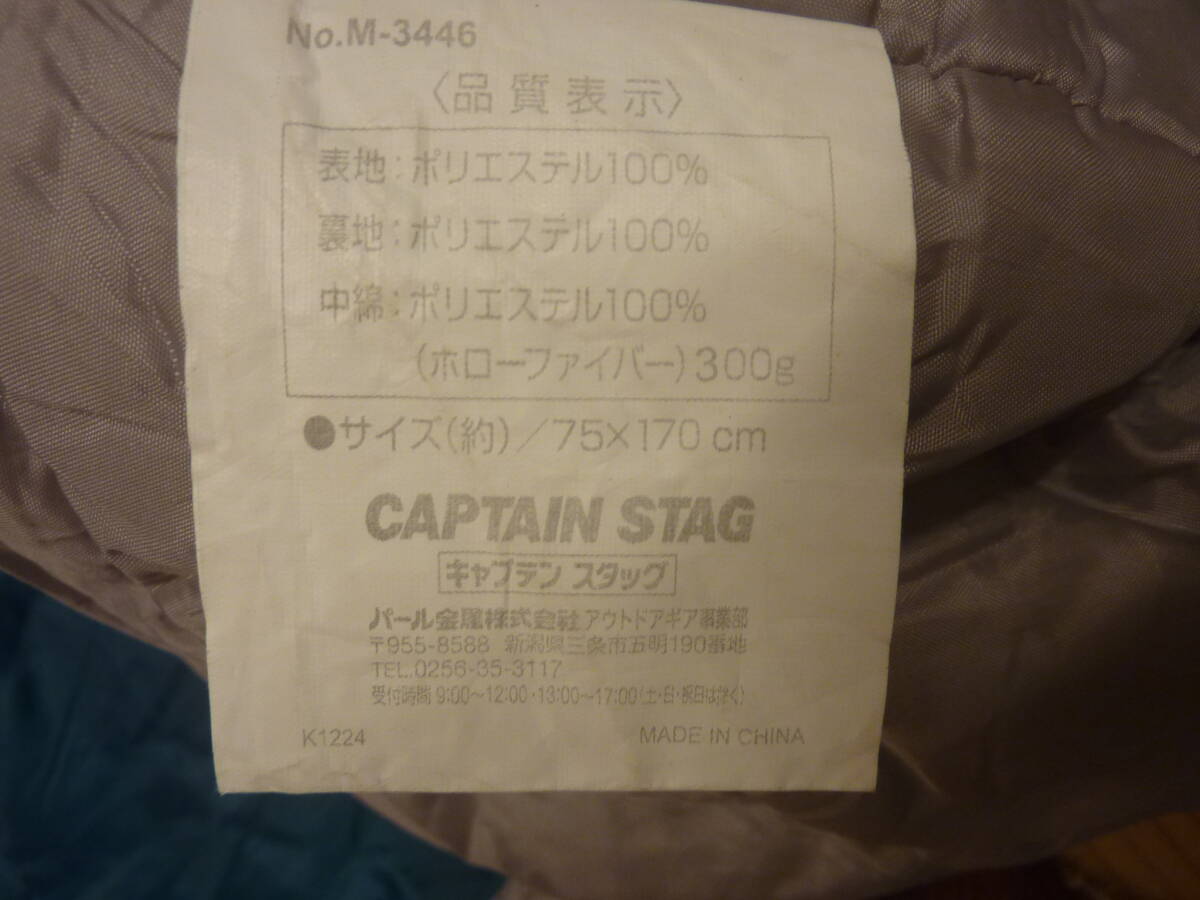 No.M-3446
〈品質表示〉
表地:ポリエステル100%
裏地:ポリエステル100%
中綿:ポリエステル100%
(ホローファイバー)300g
●サイズ(約)/75×170cm
CAPTAIN STAG
キャプテン スタッグ
パール金属株式会社アウトドアギア事業部
〒955-8588 新潟県三条市五明190番地
TEL.0256-35-3117
受付時間 9:00~12:00・13:00~17:00(土・日・祝日は除く)
K1224 MADE IN CHINA